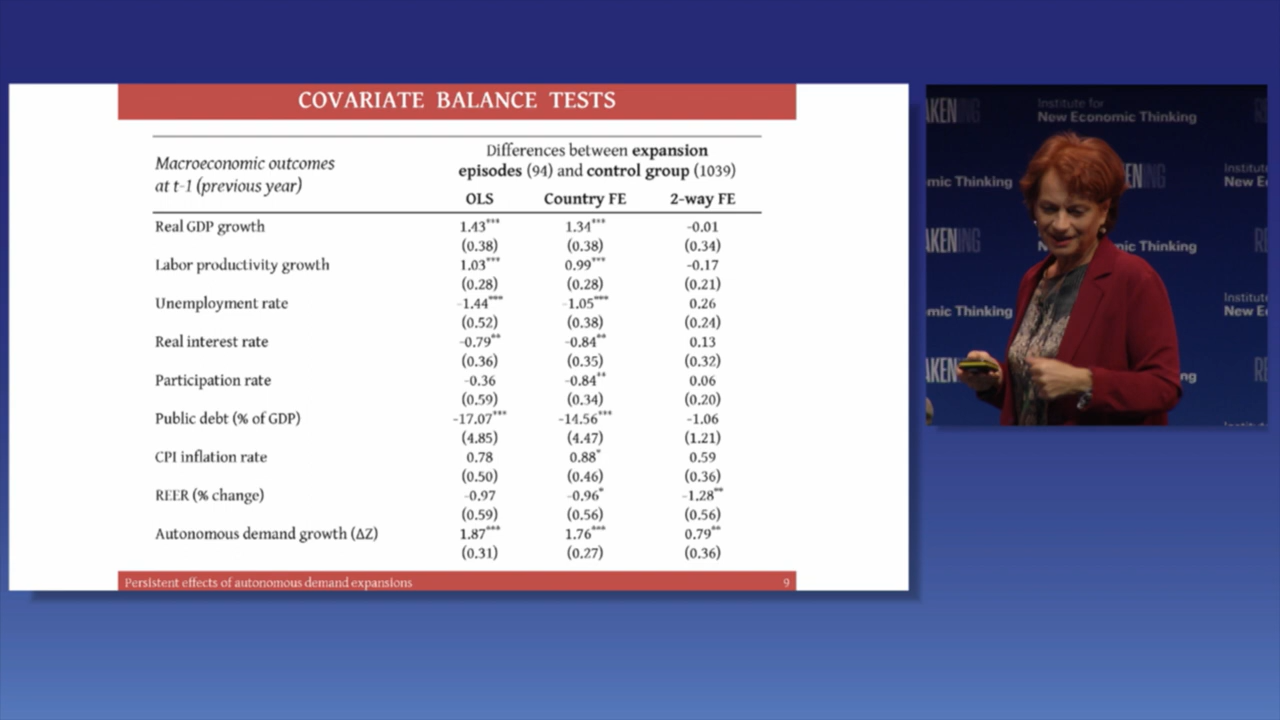 COVARIATE BALANCE TESTS
Macroeconomic outcomes
at t-1 (previous year)
Differences between expansion
episodes (94) and control group (1039)
OLS Country FE 2-way FE
Real GDP growth 1.43*** 1.34*** -0.01
(0.38) (0.38) (0.34)
Labor productivity growth 1.03*** 0.99*** -0.17
(0.28) (0.28) (0.21)
Unemployment rate -1.44*** -1.05*** 0.26
(0.52) (0.38) (0.24)
Real interest rate -0.79** -0.84** 0.13
(0.36) (0.35) (0.32)
Participation rate -0.36 -0.84** 0.06
(0.59) (0.34) (0.20)
Public debt (% of GDP) -17.07*** -14.56*** -1.06
(4.85) (4.47) (1.21)
CPI inflation rate 0.78 0.88* 0.59
(0.50) (0.46) (0.36)
REER (% change) -0.97 -0.96* -1.28**
(0.59) (0.56) (0.56)
Autonomous demand growth (ΔZ) 1.87*** 1.76*** 0.79**
(0.31) (0.27) (0.36)
Persistent effects of autonomous demand expansions 9
AKENING
Institute for
New Economic Thinking
mic Thinking
ENING
Institut
New E
AKENING
N
mic Thinking
RE
mic Thinking
Institut
New E
AKEN
ng
RE